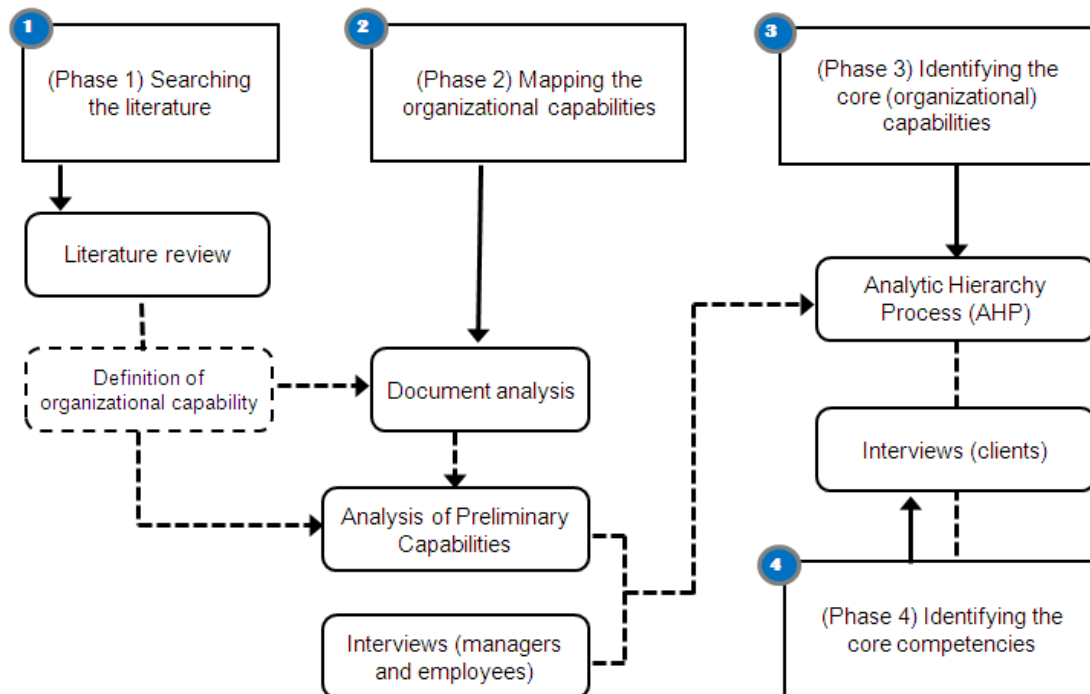 1
(Phase 1) Searching
the literature
2
(Phase 2) Mapping the
organizational capabilities
3
(Phase 3) Identifying the
core (organizational)
capabilities
Literature review
Analytic Hierarchy
Process (AHP)
Definition of
organizational capability
Document analysis
Interviews (clients)
Analysis of Preliminary
Capabilities
4
(Phase 4) Identifying the
core competencies
Interviews (managers
and employees)